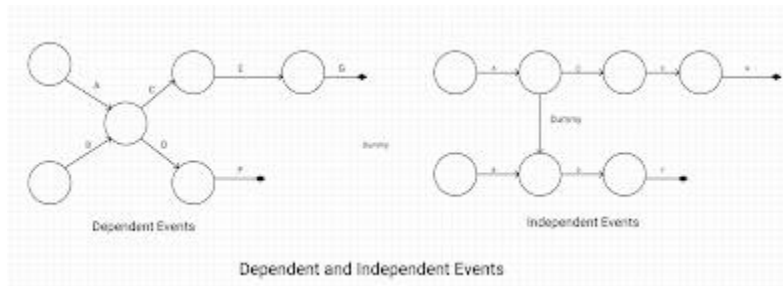 A
C
E
G
B
D
F
Dummy
A
Dummy
Dependent Events
Independent Events
Dependent and Independent Events